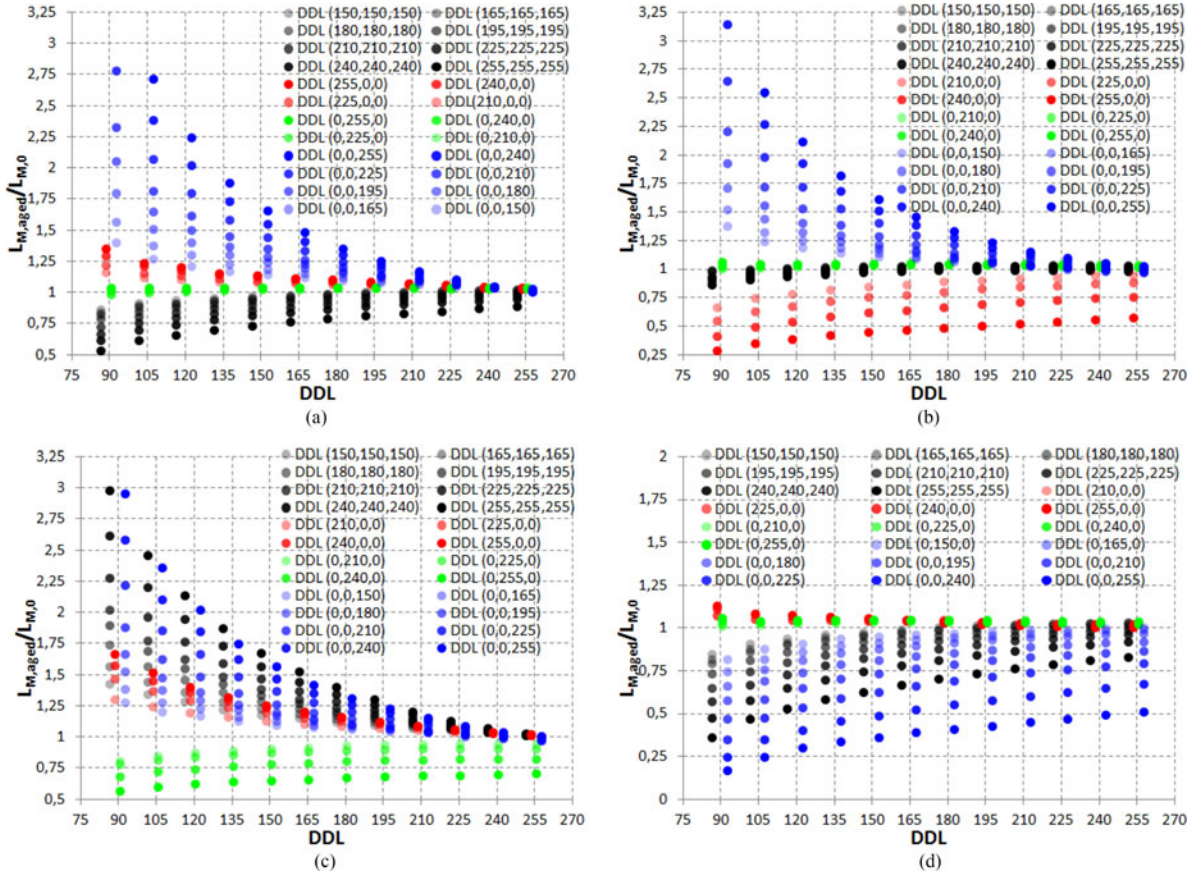 3,25
3
2,75
2,5
2,25
2
1,75
1,5
1,25
1
0,75
0,5
L_M,aged/L_M,0
DDL (150,150,150) DDL (165,165,165)
DDL (180,180,180) DDL (195,195,195)
DDL (210,210,210) DDL (225,225,225)
DDL (240,240,240) DDL (255,255,255)
DDL (255,0,0) DDL (240,0,0)
DDL (225,0,0) DDL(210,0,0)
DDL (0,255,0) DDL (0,240,0)
DDL (0,225,0) DDL (0,210,0)
DDL (0,0,255) DDL (0,0,240)
DDL (0,0,225) DDL (0,0,210)
DDL (0,0,195) DDL (0,0,180)
DDL (0,0,165) DDL (0,0,150)
75 90 105 120 135 150 165 180 195 210 225 240 255 270
DDL
(a)
3,25
3
2,75
2,5
2,25
2
1,75
1,5
1,25
1
0,75
0,5
0,25
L_M,aged/L_M,0
DDL (150,150,150) DDL (165,165,165)
DDL (180,180,180) DDL (195,195,195)
DDL (210,210,210) DDL (225,225,225)
DDL (240,240,240) DDL (255,255,255)
DDL (210,0,0) DDL (225,0,0)
DDL (240,0,0) DDL (255,0,0)
DDL (0,210,0) DDL (0,225,0)
DDL (0,240,0) DDL (0,255,0)
DDL (0,0,150) DDL (0,0,165)
DDL (0,0,180) DDL (0,0,195)
DDL (0,0,210) DDL (0,0,225)
DDL (0,0,240) DDL (0,0,255)
75 90 105 120 135 150 165 180 195 210 225 240 255 270
DDL
(b)
3,25
3
2,75
2,5
2,25
2
1,75
1,5
1,25
1
0,75
0,5
L_M,aged/L_M,0
DDL (150,150,150) DDL (165,165,165)
DDL (180,180,180) DDL (195,195,195)
DDL (210,210,210) DDL (225,225,225)
DDL (240,240,240) DDL (255,255,255)
DDL (210,0,0) DDL (225,0,0)
DDL (240,0,0) DDL (255,0,0)
DDL (0,210,0) DDL (0,225,0)
DDL (0,240,0) DDL (0,255,0)
DDL (0,0,150) DDL (0,0,165)
DDL (0,0,180) DDL (0,0,195)
DDL (0,0,210) DDL (0,0,225)
DDL (0,0,240) DDL (0,0,255)
75 90 105 120 135 150 165 180 195 210 225 240 255 270
DDL
(c)
2
1,75
1,5
1,25
1
0,75
0,5
0,25
0
L_M,aged/L_M,0
DDL (150,150,150) DDL (165,165,165) DDL (180,180,180)
DDL (195,195,195) DDL (210,210,210) DDL (225,225,225)
DDL (240,240,240) DDL (255,255,255) DDL (210,0,0)
DDL (225,0,0) DDL (240,0,0) DDL (255,0,0)
DDL (0,210,0) DDL (0,225,0) DDL (0,240,0)
DDL (0,255,0) DDL (0,150,0) DDL (0,165,0)
DDL (0,0,180) DDL (0,0,195) DDL (0,0,210)
DDL (0,0,225) DDL (0,0,240) DDL (0,0,255)
75 90 105 120 135 150 165 180 195 210 225 240 255 270
DDL
(d)